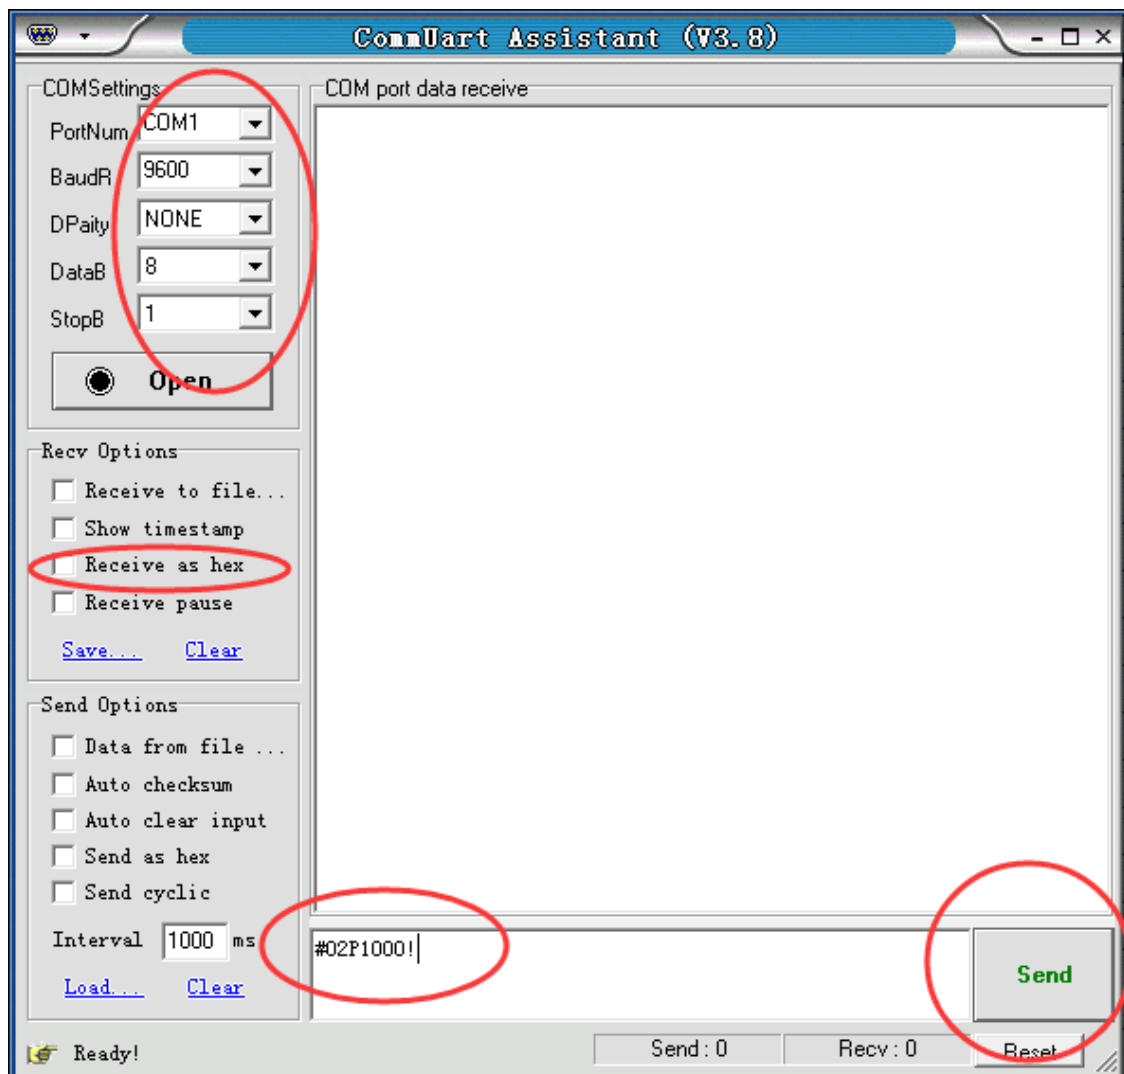 CommUart Assistant (V3.8)
COMSettings
PortNum COM1
BaudR 9600
DPaity NONE
DataB 8
StopB 1
Open
Recv Options
Receive to file...
Show timestamp
Receive as hex
Receive pause
Save... Clear
Send Options
Data from file ...
Auto checksum
Auto clear input
Send as hex
Send cyclic
Interval 1000 ms
Load... Clear
COM port data receive
#02P1000!
Send
Ready!
Send : 0
Recv : 0
Reset